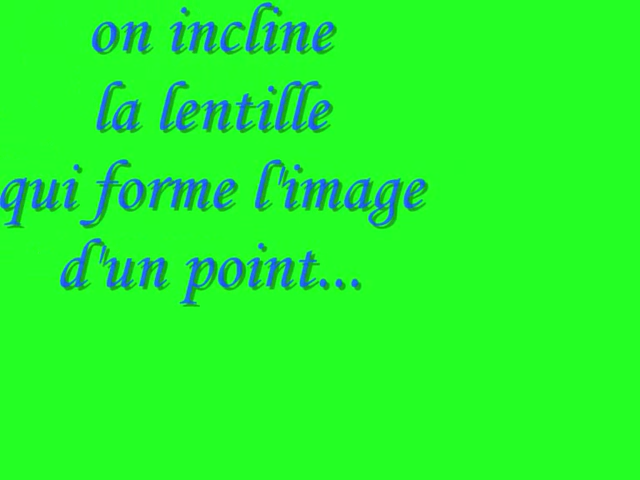 on incline
la lentille
qui forme l'image
d'un point...